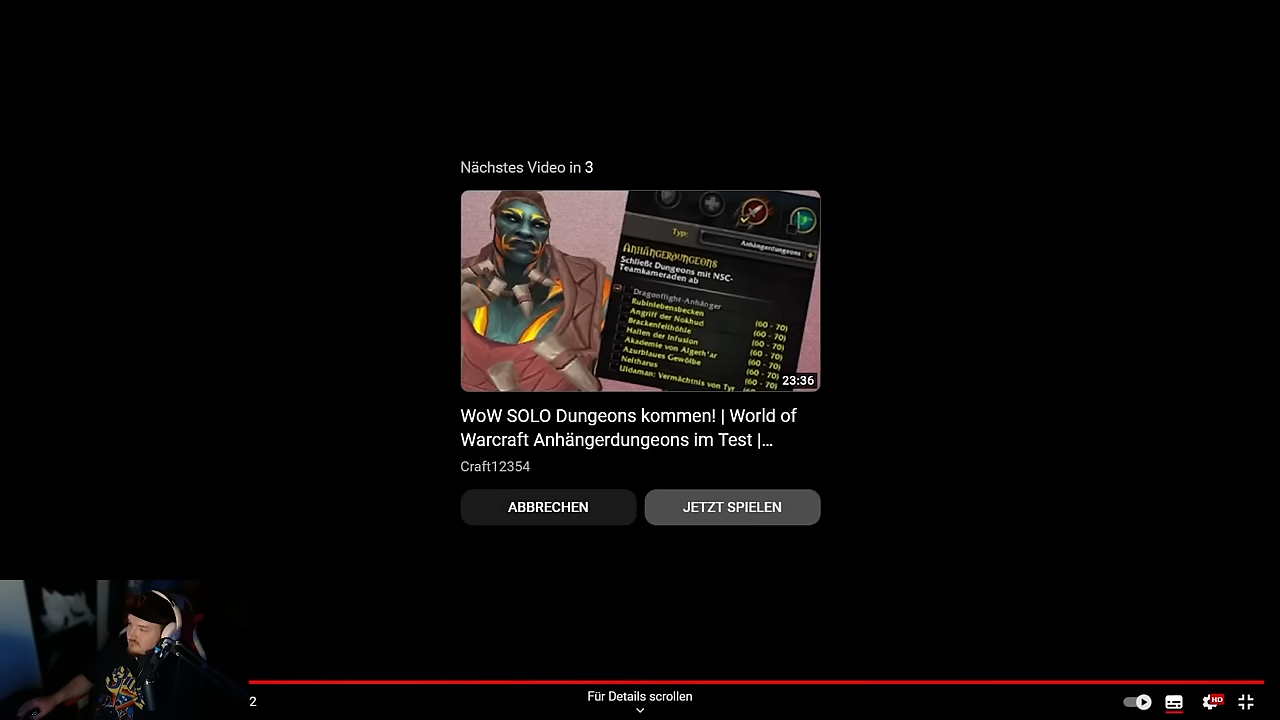 Nächstes Video in 3
Typ:
Anhängerdungeons
ANHÄNGERDUNGEONS
Schließt Dungeons mit NSC-
Teamkameraden ab
Dragonflight-Anhänger
Rubinlebensbecken (60 - 70)
Angriff der Nokhud (60 - 70)
Brackenfellhöhle (60 - 70)
Hallen der Infusion (60 - 70)
Akademie von Algeth'ar (60 - 70)
Azurblaues Gewölbe (60 - 70)
Neltharus (60 - 70)
Uldaman: Vermächtnis von Tyr
23:36
WoW SOLO Dungeons kommen! | World of
Warcraft Anhängerdungeons im Test |…
Craft12354
ABBRECHEN
JETZT SPIELEN
2
Für Details scrollen
HD